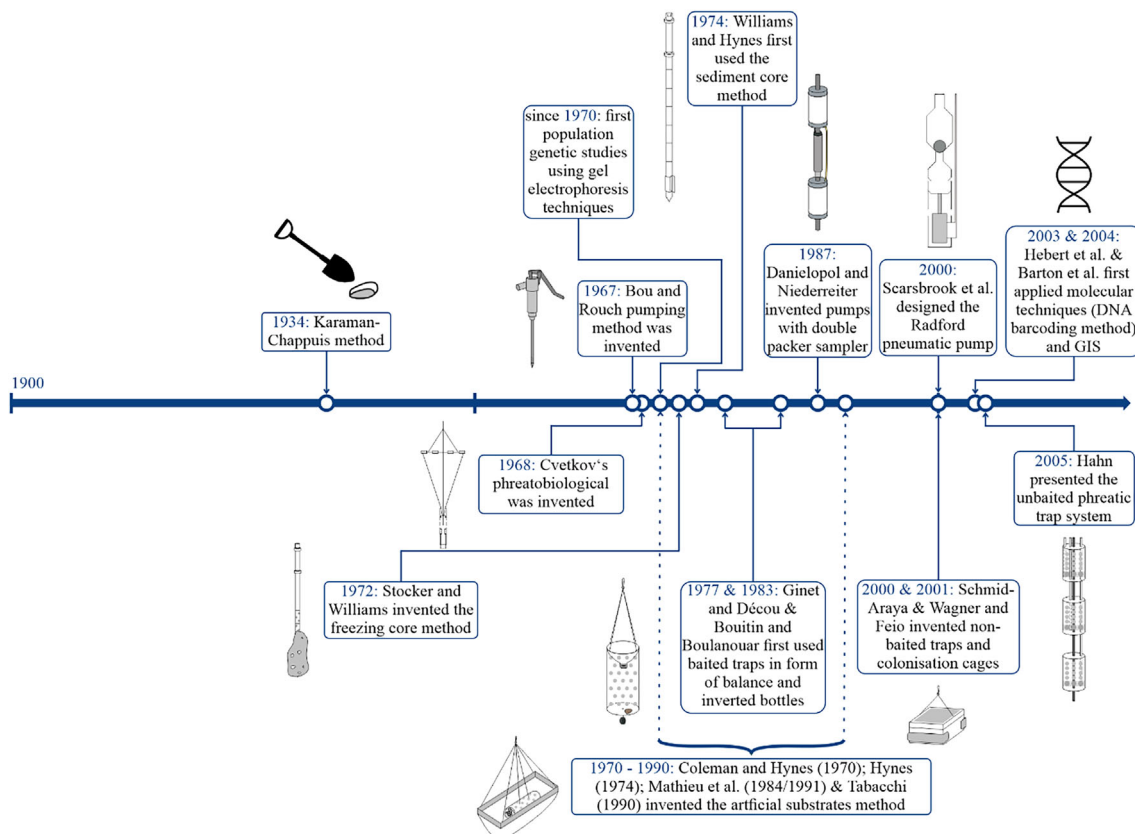 1974: Williams
and Hynes first
used the
sediment core
method
since 1970: first
population
genetic studies
using gel
electrophoresis
techniques
1967: Bou and
Rouch pumping
method was
invented
1934: Karaman-
Chappuis method
1987:
Danielopol and
Niederreiter
invented pumps
with double
packer sampler
2000:
Scarsbrook et al.
designed the
Radford
pneumatic pump
2003 & 2004:
Hebert et al. &
Barton et al. first
applied molecular
techniques (DNA
barcoding method)
and GIS
1900
1968: Cvetkov‘s
phreatobiological
was invented
1972: Stocker and
Williams invented the
freezing core method
1977 & 1983: Ginet
and Décou & Bouitin and
Boulanouar first used
baited traps in form
of balance and
inverted bottles
2000 & 2001: Schmid-
Araya & Wagner and
Feio invented non-
baited traps and
colonisation cages
2005: Hahn
presented the
unbaited phreatic
trap system
1970 - 1990: Coleman and Hynes (1970); Hynes
(1974); Mathieu et al. (1984/1991) & Tabacchi
(1990) invented the artficial substrates method